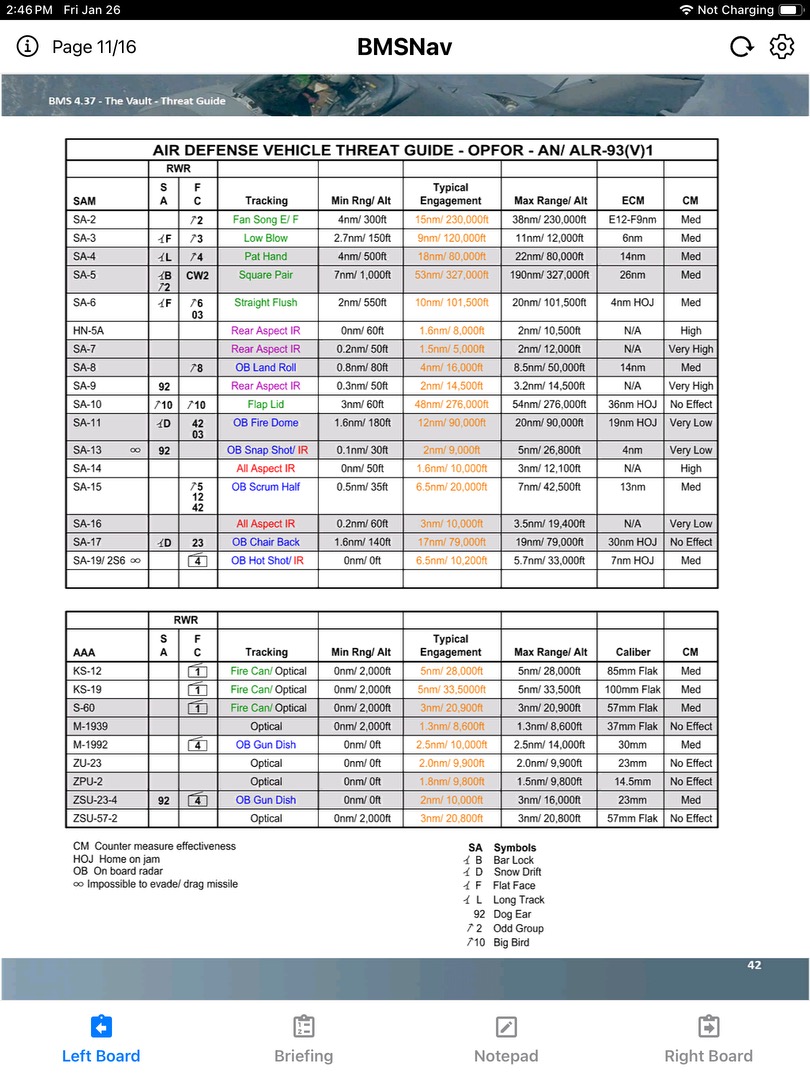 2:46 PM Fri Jan 26 Not Charging
Page 11/16 BMSNav
BMS 4.37 - The Vault - Threat Guide
AIR DEFENSE VEHICLE THREAT GUIDE - OPFOR - AN/ ALR-93(V)1
RWR
S F Typical
SAM A C Tracking Min Rng/ Alt Engagement Max Range/ Alt ECM CM
SA-2 2 Fan Song E/ F 4nm/ 300ft 15nm/ 230,000ft 38nm/ 230,000ft E12-F9nm Med
SA-3 F 3 Low Blow 2.7nm/ 150ft 9nm/ 120,000ft 11nm/ 12,000ft 6nm Med
SA-4 L 4 Pat Hand 4nm/ 500ft 18nm/ 80,000ft 22nm/ 80,000ft 14nm Med
SA-5 B CW2 Square Pair 7nm/ 1,000ft 53nm/ 327,000ft 190nm/ 327,000ft 26nm Med
2
SA-6 F 6 Straight Flush 2nm/ 550ft 10nm/ 101,500ft 20nm/ 101,500ft 4nm HOJ Med
03
HN-5A Rear Aspect IR 0nm/ 60ft 1.6nm/ 8,000ft 2nm/ 10,500ft N/A High
SA-7 Rear Aspect IR 0.2nm/ 50ft 1.5nm/ 5,000ft 2nm/ 12,000ft N/A Very High
SA-8 8 OB Land Roll 0.8nm/ 80ft 4nm/ 16,000ft 8.5nm/ 50,000ft 14nm Med
SA-9 92 Rear Aspect IR 0.3nm/ 50ft 2nm/ 14,500ft 3.2nm/ 14,500ft N/A Very High
SA-10 10 10 Flap Lid 3nm/ 60ft 48nm/ 276,000ft 54nm/ 276,000ft 36nm HOJ No Effect
SA-11 D 42 OB Fire Dome 1.6nm/ 180ft 12nm/ 90,000ft 20nm/ 90,000ft 19nm HOJ Very Low
03
SA-13 ∞ 92 OB Snap Shot/ IR 0.1nm/ 30ft 2nm/ 9,000ft 5nm/ 26,800ft 4nm Very Low
SA-14 All Aspect IR 0nm/ 50ft 1.6nm/ 10,000ft 3nm/ 12,100ft N/A High
SA-15 5 OB Scrum Half 0.5nm/ 35ft 6.5nm/ 20,000ft 7nm/ 42,500ft 13nm Med
12
42
SA-16 All Aspect IR 0.2nm/ 60ft 3nm/ 10,000ft 3.5nm/ 19,400ft N/A Very Low
SA-17 D 23 OB Chair Back 1.6nm/ 140ft 17nm/ 79,000ft 19nm/ 79,000ft 30nm HOJ No Effect
SA-19/ 2S6 ∞ 4 OB Hot Shot/ IR 0nm/ 0ft 6.5nm/ 10,200ft 5.7nm/ 33,000ft 7nm HOJ Med
RWR
S F Typical
AAA A C Tracking Min Rng/ Alt Engagement Max Range/ Alt Caliber CM
KS-12 1 Fire Can/ Optical 0nm/ 2,000ft 5nm/ 28,000ft 5nm/ 28,000ft 85mm Flak Med
KS-19 1 Fire Can/ Optical 0nm/ 2,000ft 5nm/ 33,5000ft 5nm/ 33,500ft 100mm Flak Med
S-60 1 Fire Can/ Optical 0nm/ 2,000ft 3nm/ 20,900ft 3nm/ 20,900ft 57mm Flak Med
M-1939 Optical 0nm/ 2,000ft 1.3nm/ 8,600ft 1.3nm/ 8,600ft 37mm Flak No Effect
M-1992 4 OB Gun Dish 0nm/ 0ft 2.5nm/ 10,000ft 2.5nm/ 14,000ft 30mm Med
ZU-23 Optical 0nm/ 0ft 2.0nm/ 9,900ft 2.0nm/ 9,900ft 23mm No Effect
ZPU-2 Optical 0nm/ 0ft 1.8nm/ 9,800ft 1.5nm/ 9,800ft 14.5mm No Effect
ZSU-23-4 92 4 OB Gun Dish 0nm/ 0ft 2nm/ 10,000ft 3nm/ 16,000ft 23mm Med
ZSU-57-2 Optical 0nm/ 2,000ft 3nm/ 20,800ft 3nm/ 20,800ft 57mm Flak No Effect
CM Counter measure effectiveness
HOJ Home on jam
OB On board radar
∞ Impossible to evade/ drag missile
SA Symbols
B Bar Lock
D Snow Drift
F Flat Face
L Long Track
92 Dog Ear
2 Odd Group
10 Big Bird
42
Left Board Briefing Notepad Right Board